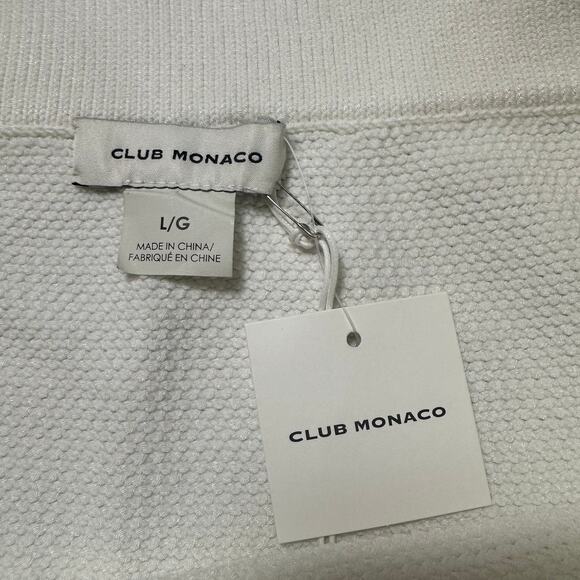 CLUB MONACO
L/G
MADE IN CHINA/
FABRIQUÉ EN CHINE
CLUB MONACO